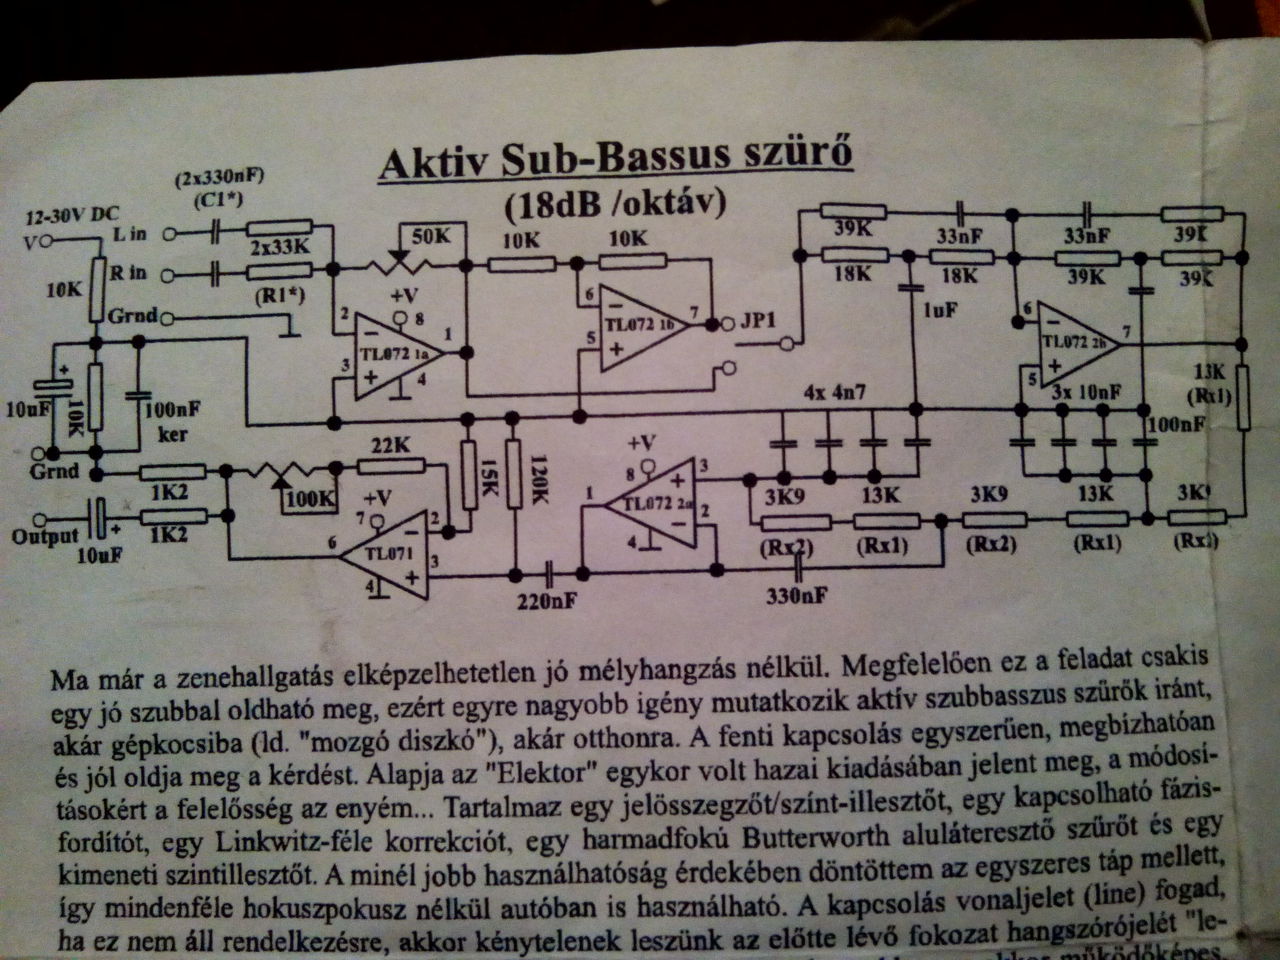 Aktiv Sub-Bassus szürő
(18dB /oktáv)
(2x330nF)
(C1*)
12-30V DC
V
L in
2x33K
50K
10K
10K
R in
(R1*)
10K
Grnd
+V
8
2
3
1
4
TL072 1a
6
5
7
TL072 1b
JP1
39K
33nF
33nF
39K
18K
18K
39K
39K
1uF
6
5
7
TL072 2b
13K
(Rx1)
10uF
10K
100nF
ker
4x 4n7
3x 10nF
100nF
Grnd
1K2
100K
22K
15K
120K
+V
8
3
1
2
4
TL072 2a
3K9
13K
3K9
13K
3K9
(Rx2)
(Rx1)
(Rx2)
(Rx1)
Output
10uF
1K2
+V
7
2
6
3
4
TL071
220nF
330nF
Ma már a zenehallgatás elképzelhetetlen jó mélyhangzás nélkül. Megfelelően ez a feladat csakis
egy jó szubbal oldható meg, ezért egyre nagyobb igény mutatkozik aktív szubbasszus szűrők iránt,
akár gépkocsiba (ld. "mozgó diszkó"), akár otthonra. A fenti kapcsolás egyszerűen, megbizhatóan
és jól oldja meg a kérdést. Alapja az "Elektor" egykor volt hazai kiadásában jelent meg, a módosi-
tásokért a felelősség az enyém... Tartalmaz egy jelösszegzőt/színt-illesztőt, egy kapcsolható fázis-
fordítót, egy Linkwitz-féle korrekciót, egy harmadfokú Butterworth aluláteresztő szűrőt és egy
kimeneti szintillesztőt. A minél jobb használhatóság érdekében döntöttem az egyszeres táp mellett,
így mindenféle hokuszpokusz nélkül autóban is használható. A kapcsolás vonaljelet (line) fogad,
ha ez nem áll rendelkezésre, akkor kénytelenek leszünk az előtte lévő fokozat hangszórójelét "le-
működőképes,